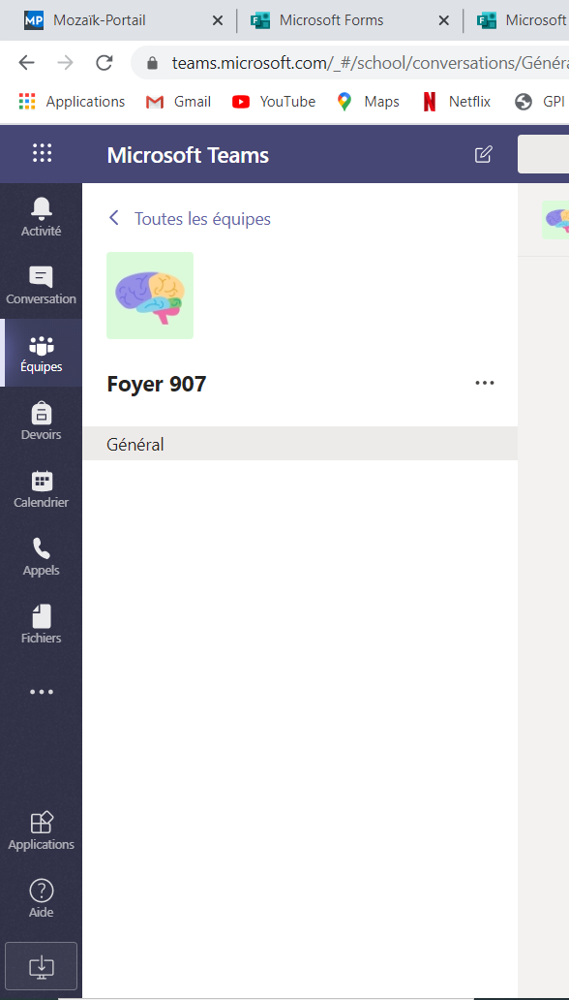 MP Mozaïk-Portail Microsoft Forms Microsoft
teams.microsoft.com/_#/school/conversations/Généra
Applications Gmail YouTube Maps Netflix GPI
Microsoft Teams
Activité
Conversation
Équipes
Devoirs
Calendrier
Appels
Fichiers
Applications
Aide
Toutes les équipes
Foyer 907
Général